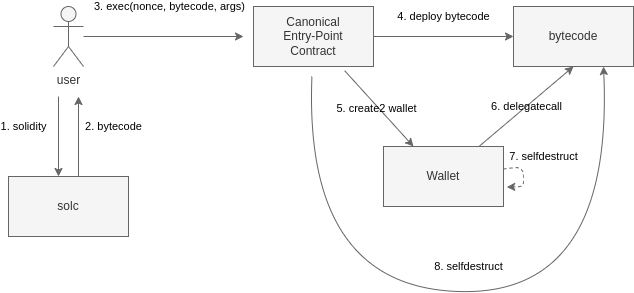 3. exec(nonce, bytecode, args)
Canonical
Entry-Point
Contract
4. deploy bytecode
bytecode
user
5. create2 wallet
6. delegatecall
1. solidity
2. bytecode
7. selfdestruct
Wallet
solc
8. selfdestruct